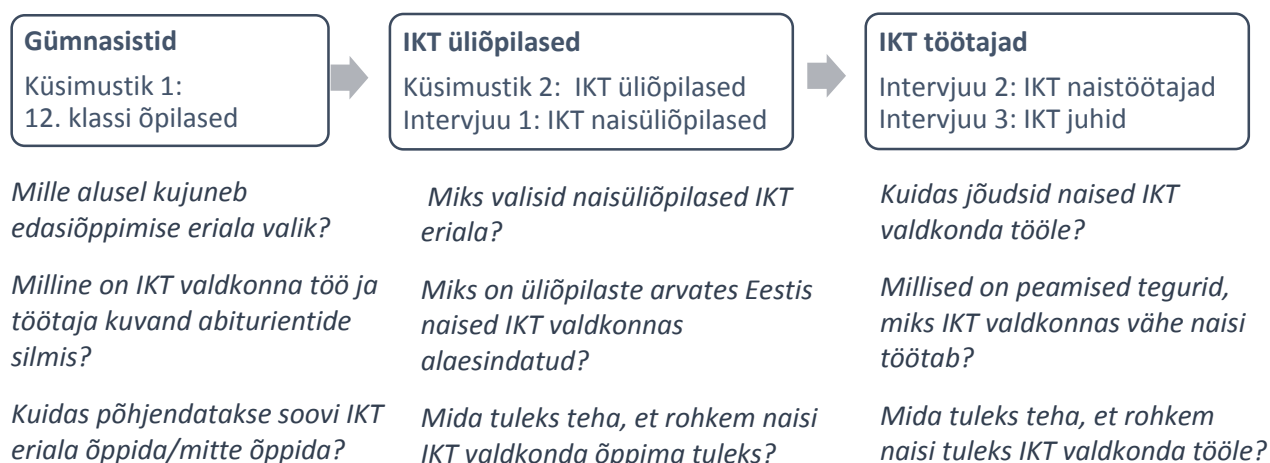 Gümnasistid
Küsimustik 1:
12. klassi õpilased
IKT üliõpilased
Küsimustik 2: IKT üliõpilased
Intervjuu 1: IKT naisüliõpilased
IKT töötajad
Intervjuu 2: IKT naistöötajad
Intervjuu 3: IKT juhid
Mille alusel kujuneb
edasiõppimise eriala valik?
Milline on IKT valdkonna töö ja
töötaja kuvand abiturientide
silmis?
Kuidas põhjendatakse soovi IKT
eriala õppida/mitte õppida?
Miks valisid naisüliõpilased IKT
eriala?
Miks on üliõpilaste arvates Eestis
naised IKT valdkonnas
alaesindatud?
Mida tuleks teha, et rohkem naisi
IKT valdkonda õppima tuleks?
Kuidas jõudsid naised IKT
valdkonda tööle?
Millised on peamised tegurid,
miks IKT valdkonnas vähe naisi
töötab?
Mida tuleks teha, et rohkem
naisi tuleks IKT valdkonda tööle?